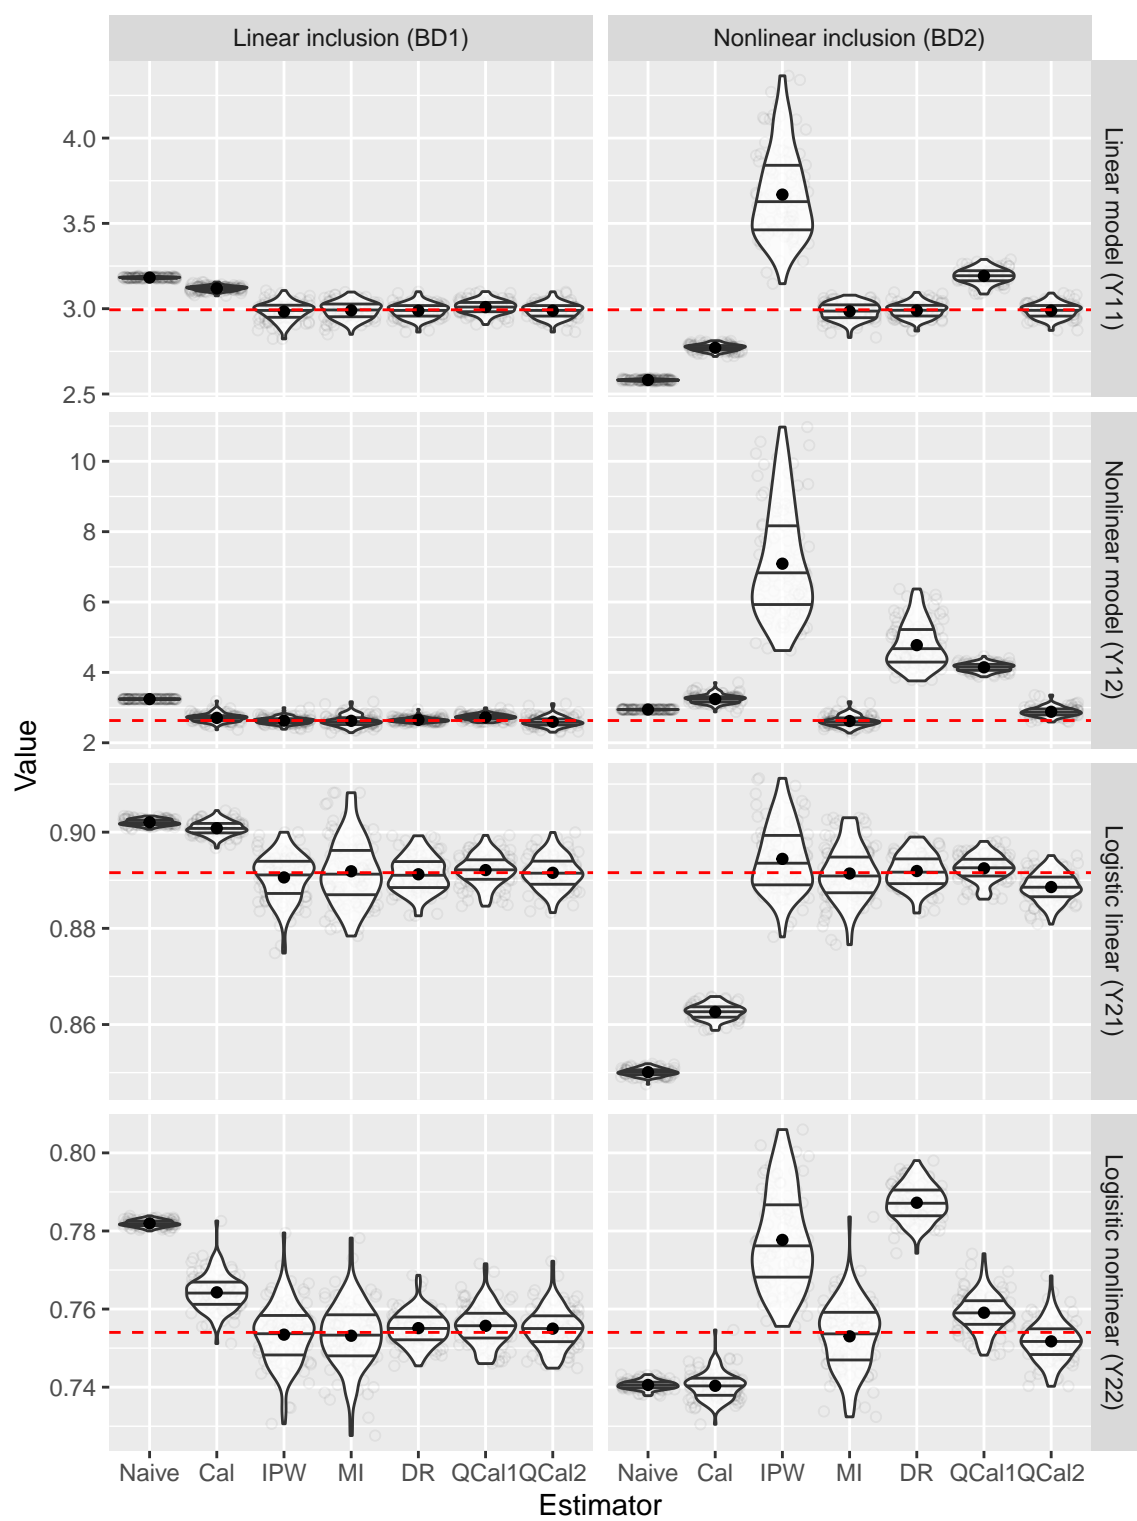 Linear inclusion (BD1)
Nonlinear inclusion (BD2)
Value
4.0
3.5
3.0
2.5
Linear model (Y11)
10
8
6
4
2
Nonlinear model (Y12)
0.90
0.88
0.86
Logistic linear (Y21)
0.80
0.78
0.76
0.74
Logisitic nonlinear (Y22)
Naive Cal IPW MI DR QCal1 QCal2
Naive Cal IPW MI DR QCal1 QCal2
Estimator